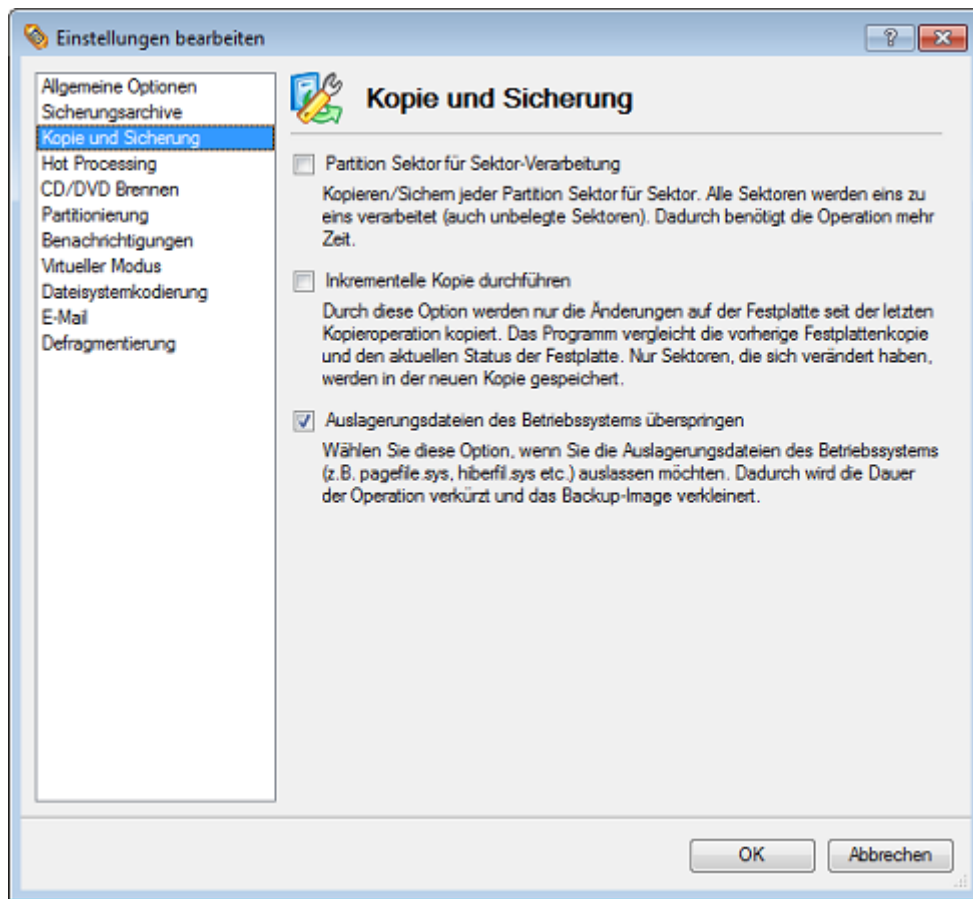 Einstellungen bearbeiten
Allgemeine Optionen
Sicherungsarchive
Kopie und Sicherung
Hot Processing
CD/DVD Brennen
Partitionierung
Benachrichtigungen
Virtueller Modus
Dateisystemkodierung
E-Mail
Defragmentierung
Kopie und Sicherung
Partition Sektor für Sektor-Verarbeitung
Kopieren/Sichern jeder Partition Sektor für Sektor. Alle Sektoren werden eins zu
eins verarbeitet (auch unbelegte Sektoren). Dadurch benötigt die Operation mehr
Zeit.
Inkrementelle Kopie durchführen
Durch diese Option werden nur die Änderungen auf der Festplatte seit der letzten
Kopieroperation kopiert. Das Programm vergleicht die vorherige Festplattenkopie
und den aktuellen Status der Festplatte. Nur Sektoren, die sich verändert haben,
werden in der neuen Kopie gespeichert.
Auslagerungsdateien des Betriebssystems überspringen
Wählen Sie diese Option, wenn Sie die Auslagerungsdateien des Betriebssystems
(z.B. pagefile.sys, hiberfil.sys etc.) auslassen möchten. Dadurch wird die Dauer
der Operation verkürzt und das Backup-Image verkleinert.
OK
Abbrechen